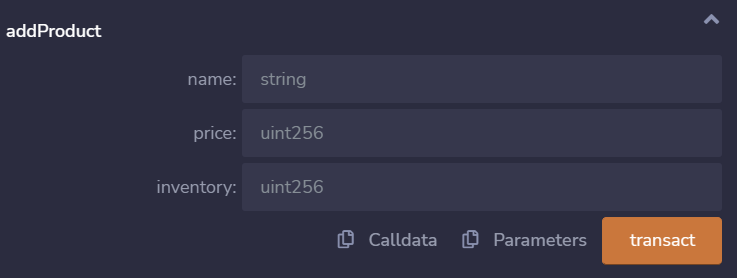 addProduct
name: string
price: uint256
inventory: uint256
Calldata Parameters transact